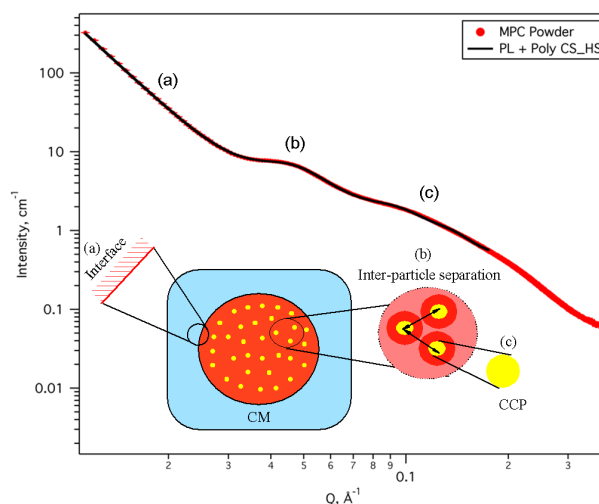 MPC Powder
PL + Poly CS_HS
(a)
(b)
(c)
Intensity, cm-1
100
10
1
0.1
0.01
(a)
Interface
CM
(b)
Inter-particle separation
(c)
CCP
2 3 4 5 6 7 8 9 0.1 2 3
Q, Å-1